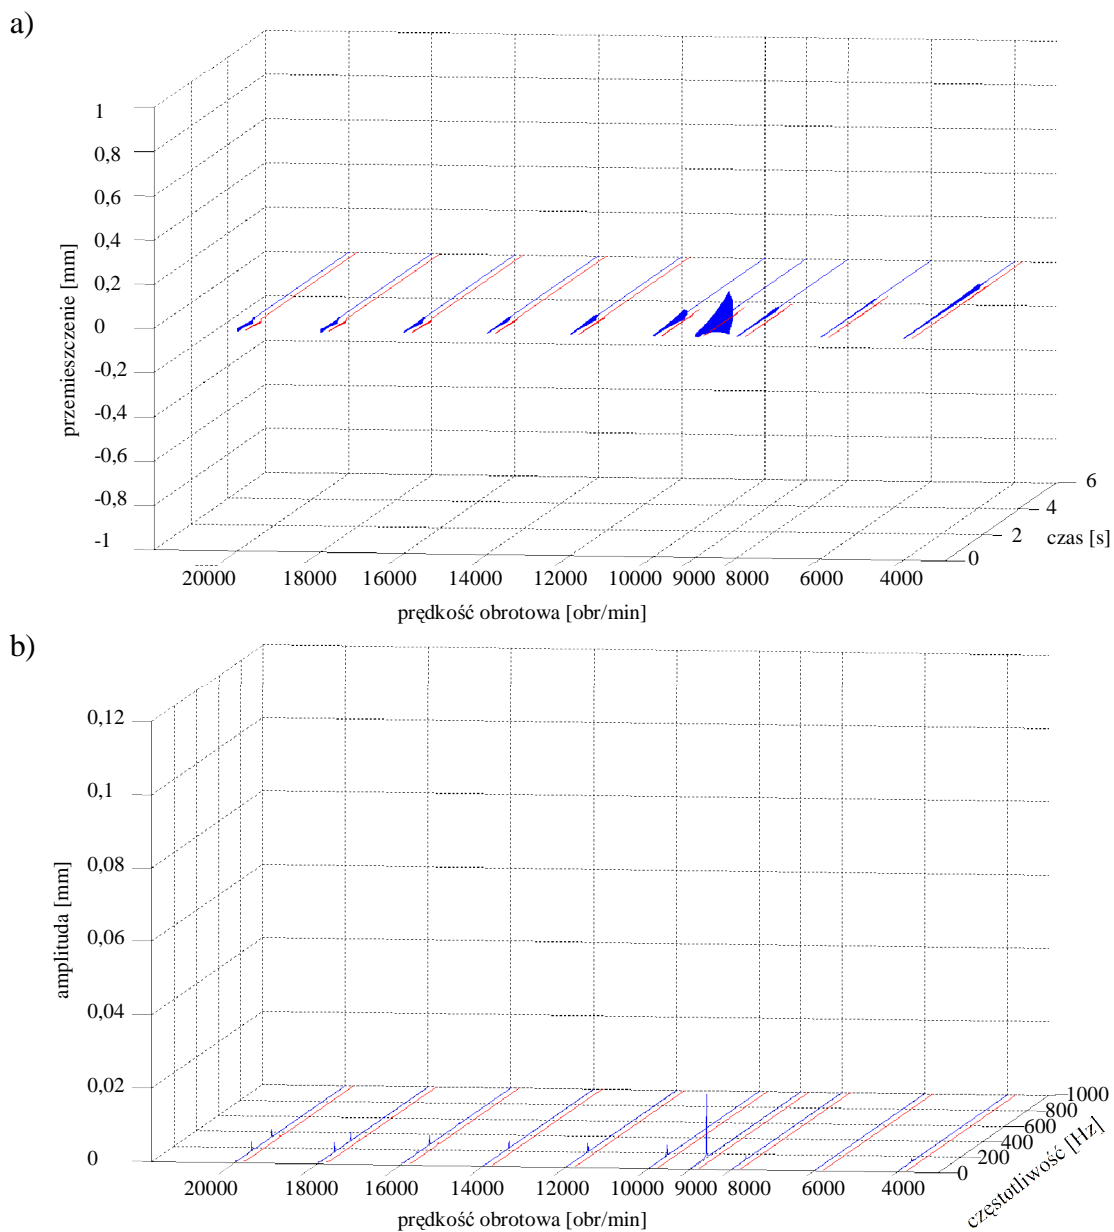 a)
1
0,8
0,6
0,4
0,2
0
-0,2
-0,4
-0,6
-0,8
-1
przemieszczenie [mm]
6
4
2
0
czas [s]
20000 18000 16000 14000 12000 10000 9000 8000 6000 4000
prędkość obrotowa [obr/min]
b)
0,12
0,1
0,08
0,06
0,04
0,02
0
amplituda [mm]
1000
800
600
400
200
0
częstotliwość [Hz]
20000 18000 16000 14000 12000 10000 9000 8000 6000 4000
prędkość obrotowa [obr/min]